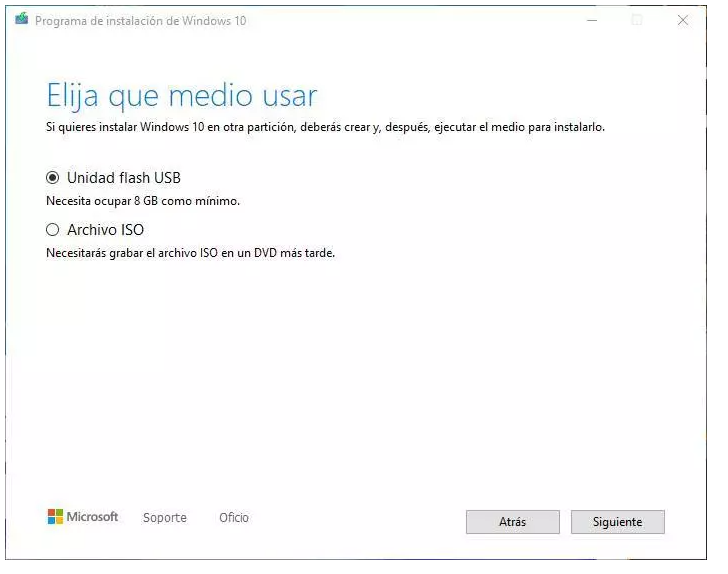 Programa de instalación de Windows 10
Elija que medio usar
Si quieres instalar Windows 10 en otra partición, deberás crear y, después, ejecutar el medio para instalarlo.
Unidad flash USB
Necesita ocupar 8 GB como mínimo.
Archivo ISO
Necesitarás grabar el archivo ISO en un DVD más tarde.
Microsoft Soporte Oficio Atrás Siguiente